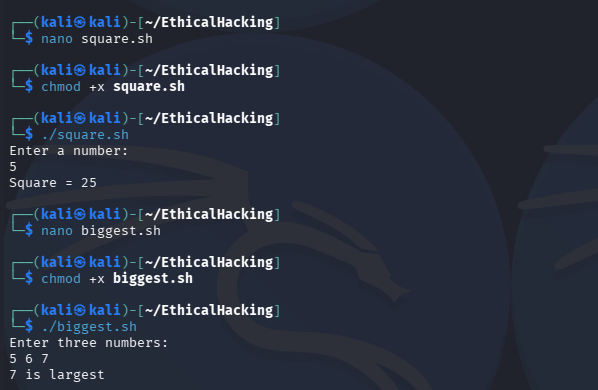 ┌──(kali㉿kali)-[~/EthicalHacking]
└─$ nano square.sh
┌──(kali㉿kali)-[~/EthicalHacking]
└─$ chmod +x square.sh
┌──(kali㉿kali)-[~/EthicalHacking]
└─$ ./square.sh
Enter a number:
5
Square = 25
┌──(kali㉿kali)-[~/EthicalHacking]
└─$ nano biggest.sh
┌──(kali㉿kali)-[~/EthicalHacking]
└─$ chmod +x biggest.sh
┌──(kali㉿kali)-[~/EthicalHacking]
└─$ ./biggest.sh
Enter three numbers:
5 6 7
7 is largest